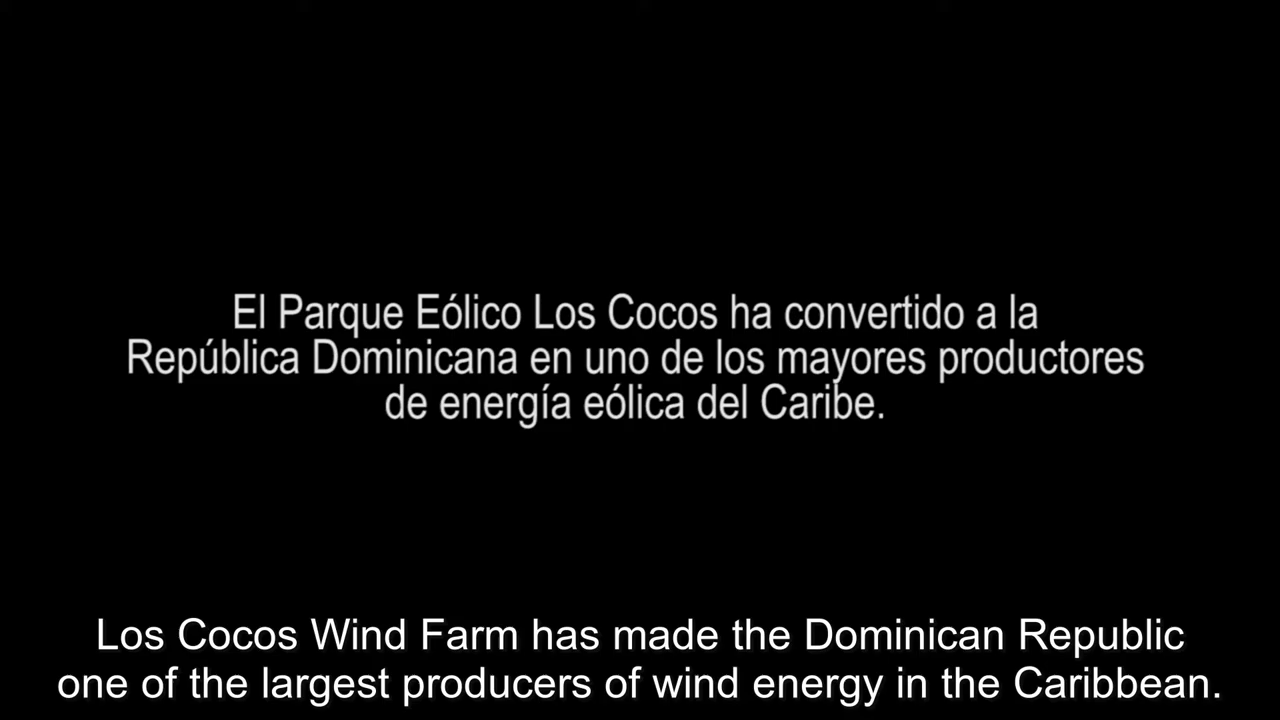 El Parque Eólico Los Cocos ha convertido a la
República Dominicana en uno de los mayores productores
de energía eólica del Caribe.
Los Cocos Wind Farm has made the Dominican Republic
one of the largest producers of wind energy in the Caribbean.